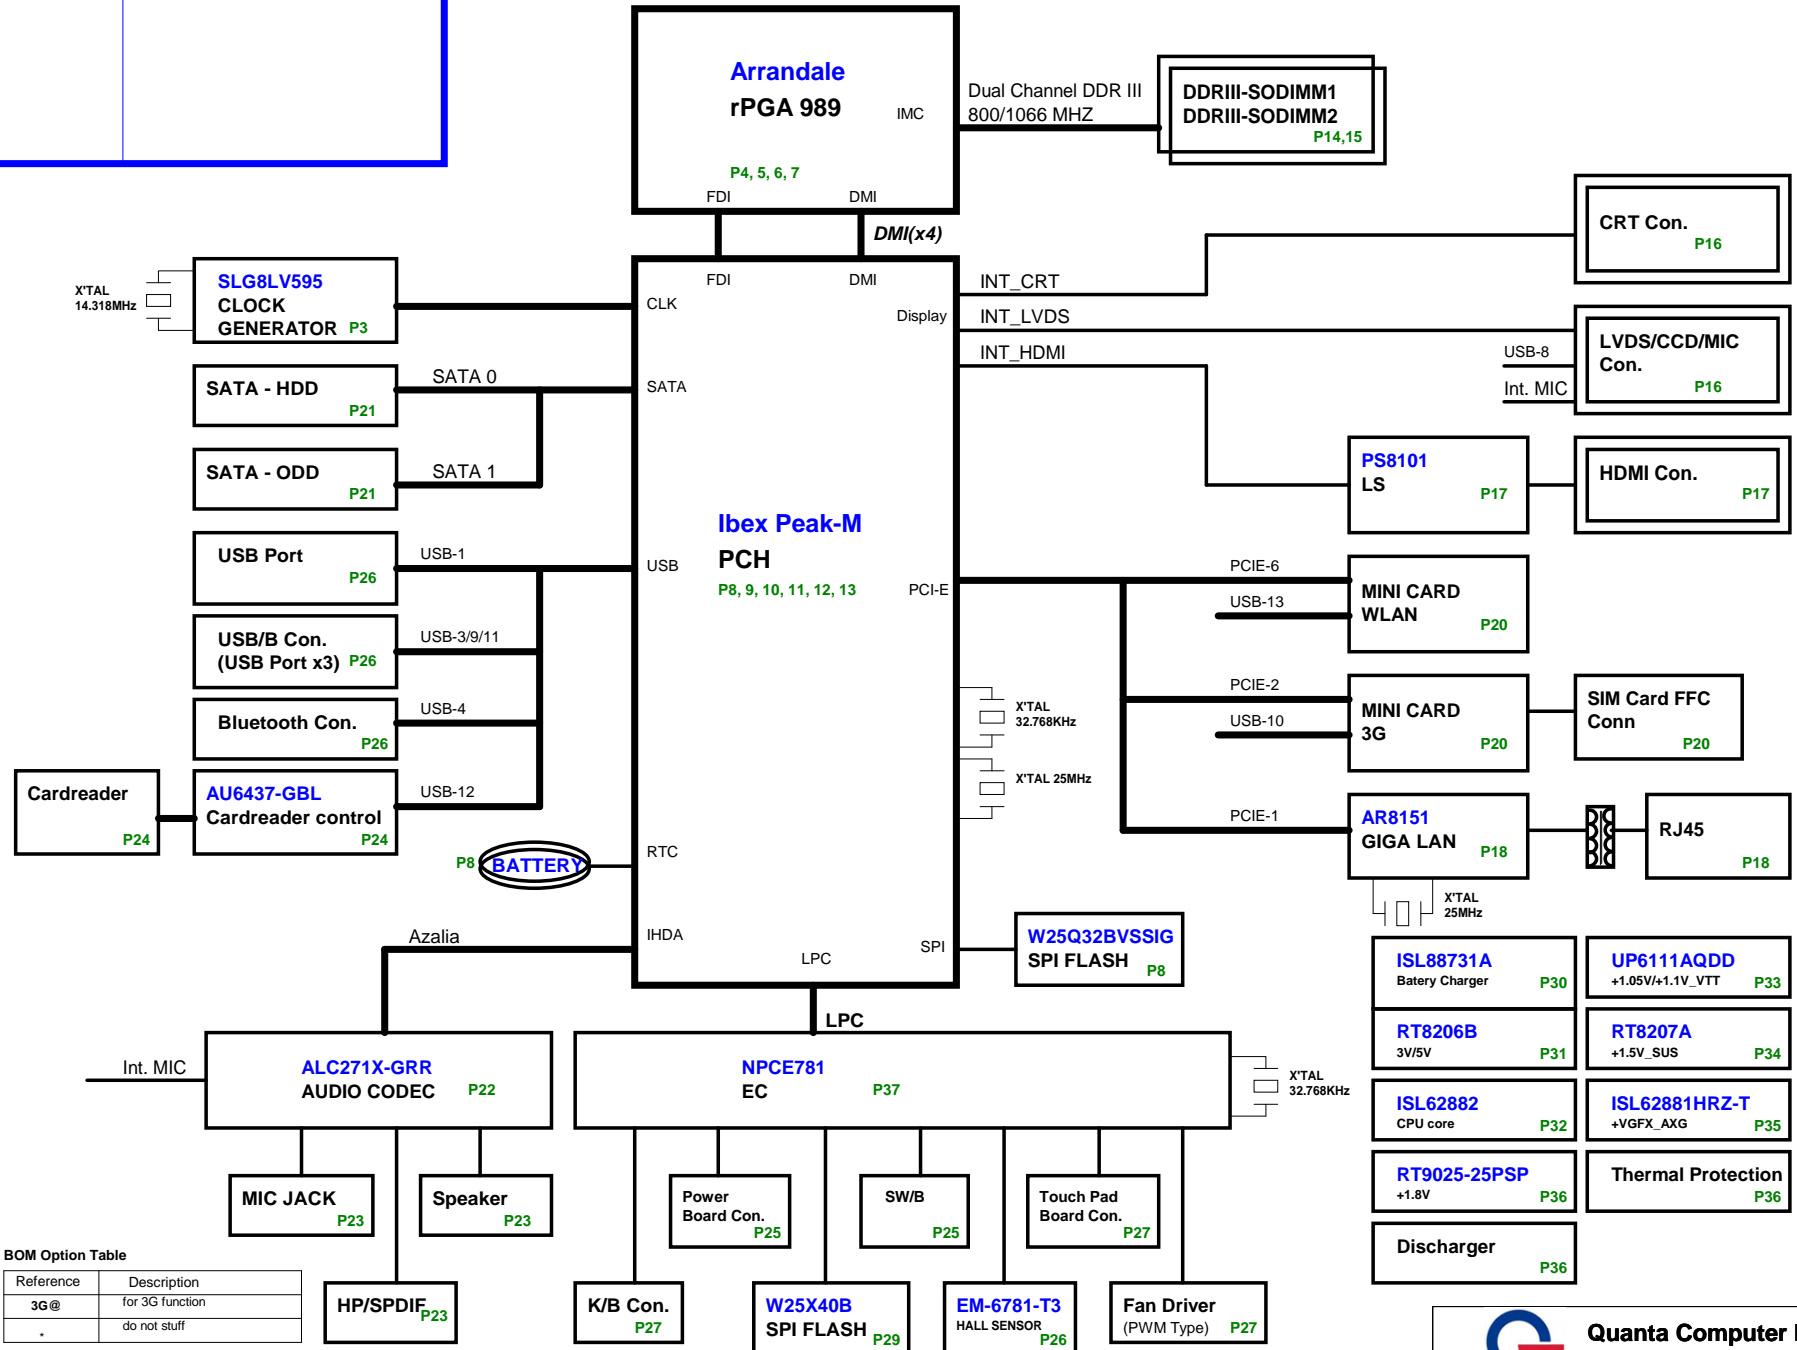 Arrandale
rPGA 989
IMC
P4, 5, 6, 7
FDI
DMI
Dual Channel DDR III
800/1066 MHZ
DDRIII-SODIMM1
DDRIII-SODIMM2
P14,15
DMI(x4)
FDI
DMI
CLK
Display
SATA
USB
Ibex Peak-M
PCH
P8, 9, 10, 11, 12, 13
PCI-E
RTC
IHDA
LPC
SPI
X'TAL
14.318MHz
SLG8LV595
CLOCK
GENERATOR P3
SATA - HDD
P21
SATA 0
SATA - ODD
P21
SATA 1
USB Port
P26
USB-1
USB/B Con.
(USB Port x3) P26
USB-3/9/11
Bluetooth Con.
P26
USB-4
Cardreader
P24
AU6437-GBL
Cardreader control
P24
USB-12
P8 BATTERY
Azalia
INT_CRT
INT_LVDS
INT_HDMI
CRT Con.
P16
USB-8
Int. MIC
LVDS/CCD/MIC
Con.
P16
PS8101
LS
P17
HDMI Con.
P17
PCIE-6
USB-13
MINI CARD
WLAN
P20
PCIE-2
USB-10
MINI CARD
3G
P20
SIM Card FFC
Conn
P20
X'TAL
32.768KHz
X'TAL 25MHz
PCIE-1
AR8151
GIGA LAN
P18
RJ45
P18
X'TAL
25MHz
W25Q32BVSSIG
SPI FLASH
P8
LPC
Int. MIC
ALC271X-GRR
AUDIO CODEC
P22
NPCE781
EC
P37
X'TAL
32.768KHz
ISL88731A
Batery Charger
P30
UP6111AQDD
+1.05V/+1.1V_VTT
P33
RT8206B
3V/5V
P31
RT8207A
+1.5V_SUS
P34
ISL62882
CPU core
P32
ISL62881HRZ-T
+VGFX_AXG
P35
RT9025-25PSP
+1.8V
P36
Thermal Protection
P36
Discharger
P36
MIC JACK
P23
Speaker
P23
Power
Board Con.
P25
SW/B
P25
Touch Pad
Board Con.
P27
HP/SPDIF
P23
K/B Con.
P27
W25X40B
SPI FLASH
P29
EM-6781-T3
HALL SENSOR
P26
Fan Driver
(PWM Type) P27
BOM Option Table
Reference Description
3G@ for 3G function
* do not stuff
Quanta Computer